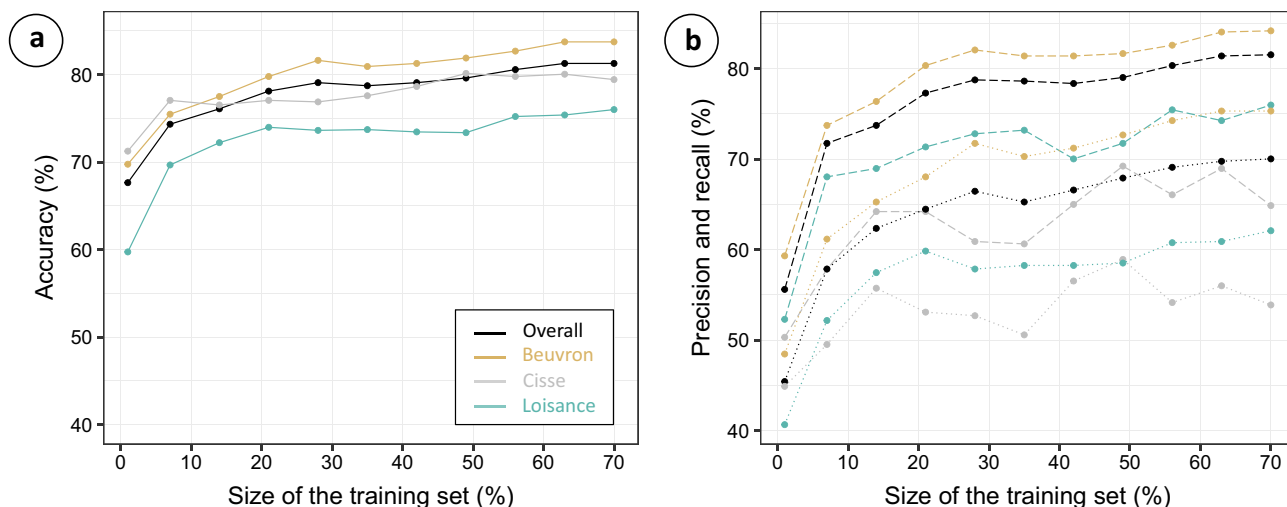 a
Accuracy (%)
80
70
60
50
40
0 10 20 30 40 50 60 70
Size of the training set (%)
Overall
Beuvron
Cisse
Loisance
b
Precision and recall (%)
80
70
60
50
40
0 10 20 30 40 50 60 70
Size of the training set (%)